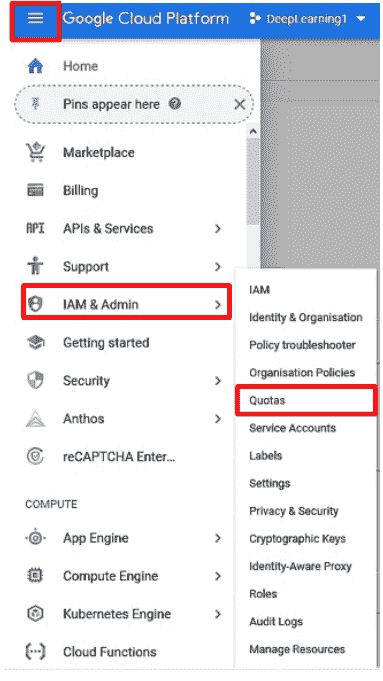 Google Cloud Platform DeepLearning1
Home
Pins appear here
Marketplace
Billing
API APIs & Services
Support
IAM & Admin
Getting started
Security
Anthos
reCAPTCHA Enter...
COMPUTE
App Engine
Compute Engine
Kubernetes Engine
Cloud Functions
IAM
Identity & Organisation
Policy troubleshooter
Organisation Policies
Quotas
Service Accounts
Labels
Settings
Privacy & Security
Cryptographic Keys
Identity-Aware Proxy
Roles
Audit Logs
Manage Resources